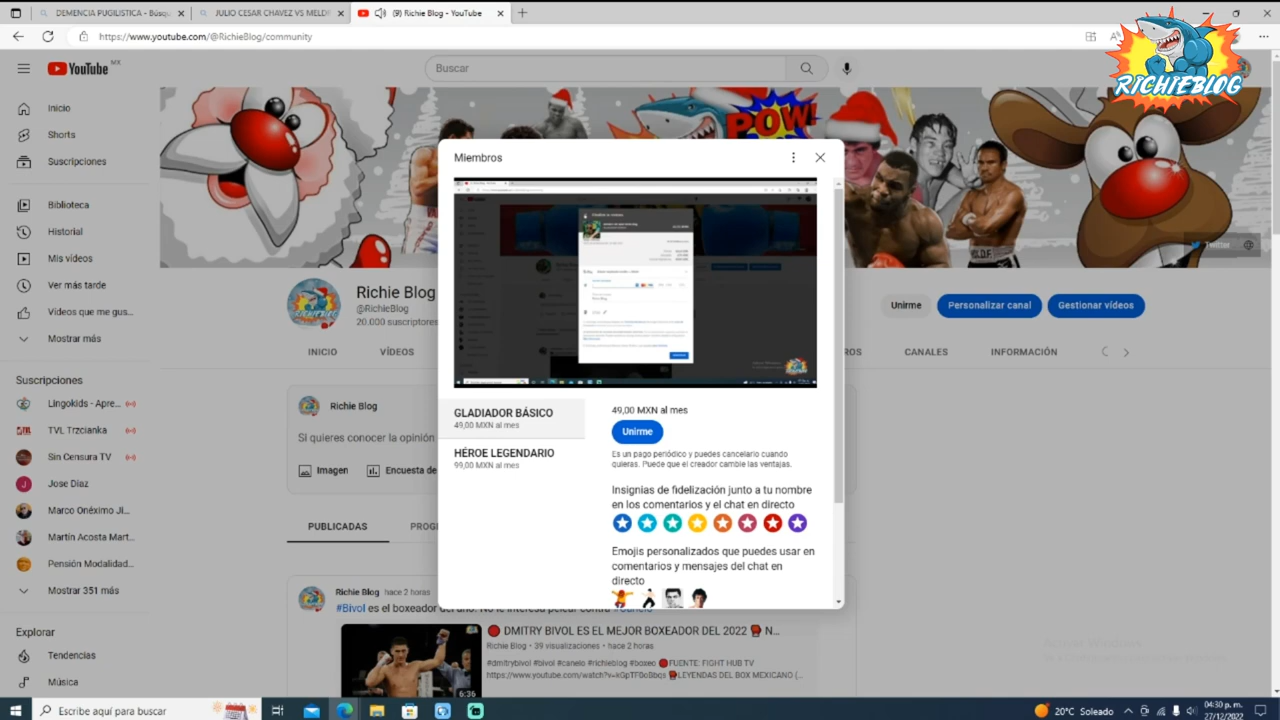 DEMENCIA PUGILISTICA - Búsqu
JULIO CESAR CHAVEZ VS MELDR
(9) Richie Blog - YouTube
https://www.youtube.com/@RichieBlog/community
YouTube MX
Buscar
RICHIEBLOG
Inicio
Shorts
Suscripciones
Biblioteca
Historial
Mis vídeos
Ver más tarde
Vídeos que me gus...
Mostrar más
Suscripciones
Lingokids - Apre...
TVL Trzcianka
Sin Censura TV
Jose Diaz
Marco Onéximo Ji...
Martín Acosta Mart...
Pensión Modalidad...
Mostrar 351 más
Explorar
Tendencias
Música
POW!
Twitter
Richie Blog
@RichieBlog
20.000 suscriptores
Unirme
Personalizar canal
Gestionar vídeos
INICIO
VÍDEOS
ROS
CANALES
INFORMACIÓN
Richie Blog
Si quieres conocer la opinión
Imagen
Encuesta de
PUBLICADAS
PROG
Miembros
GLADIADOR BÁSICO
49,00 MXN al mes
HÉROE LEGENDARIO
99,00 MXN al mes
49,00 MXN al mes
Unirme
Es un pago periódico y puedes cancelarlo cuando
quieras. Puede que el creador cambie las ventajas.
Insignias de fidelización junto a tu nombre
en los comentarios y el chat en directo
Emojis personalizados que puedes usar en
comentarios y mensajes del chat en
directo
Richie Blog hace 2 horas
#Bivol es el boxeador del año. No le interesa pelear contra #Canelo
DMITRY BIVOL ES EL MEJOR BOXEADOR DEL 2022 N...
Richie Blog • 39 visualizaciones • hace 2 horas
#dmitrybivol #bivol #canelo #richieblog #boxeo FUENTE: FIGHT HUB TV
LEYENDAS DEL BOX MEXICANO (...
6:36
Escribe aquí para buscar
20°C Soleado
04:30 p. m.
27/12/2022